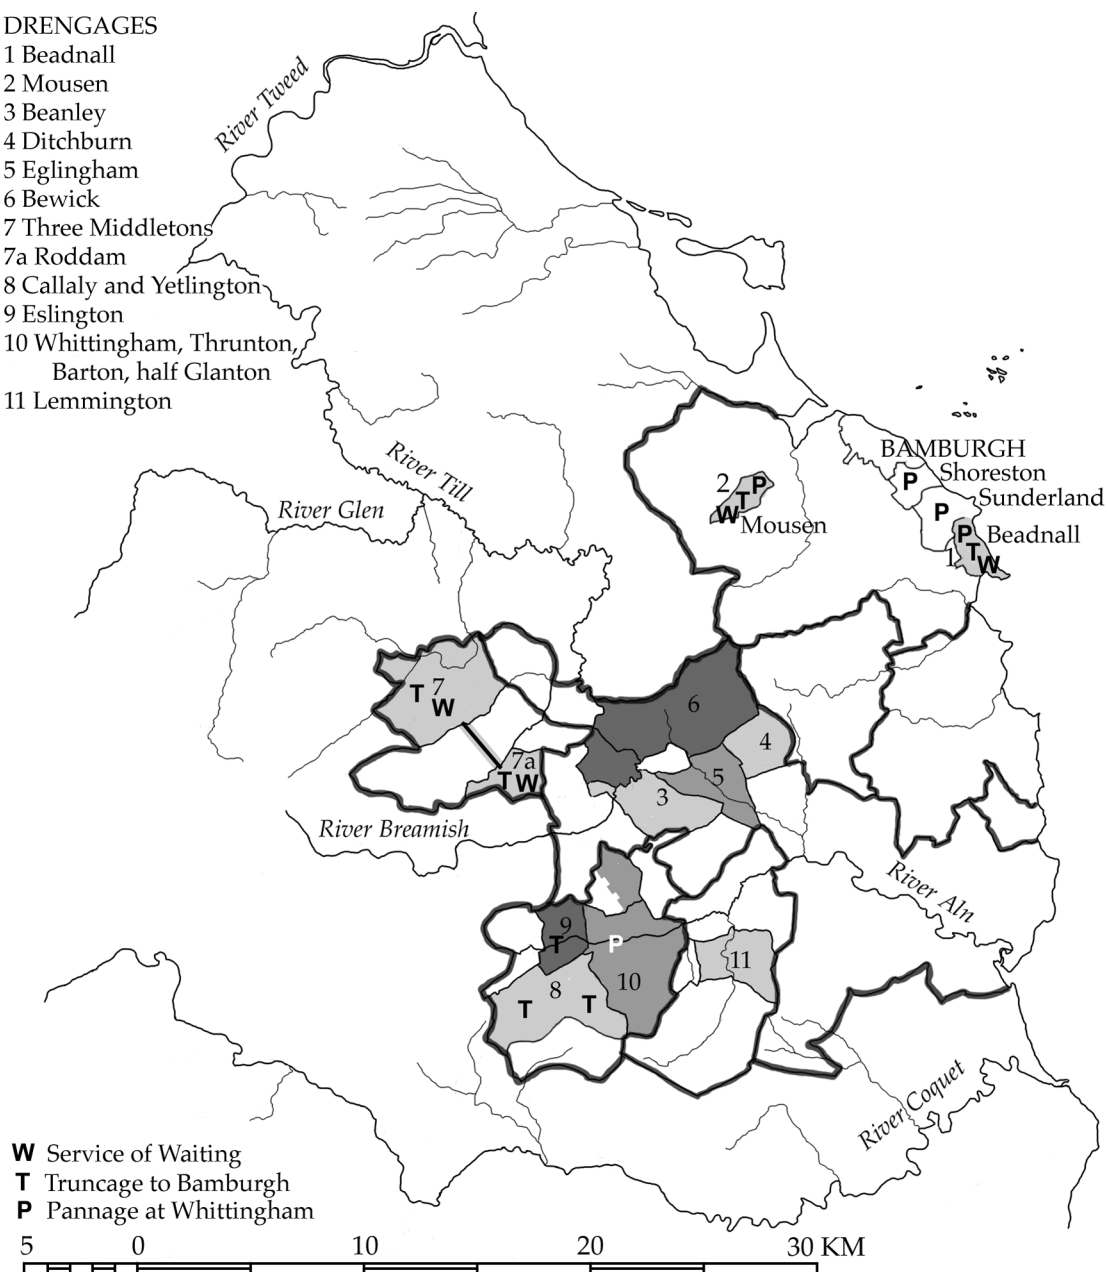 DRENGAGES
1 Beadnall
2 Mousen
3 Beanley
4 Ditchburn
5 Eglingham
6 Bewick
7 Three Middletons
7a Roddam
8 Callaly and Yetlington
9 Eslington
10 Whittingham, Thrunton,
Barton, half Glanton
11 Lemmington
River Tweed
River Till
River Glen
BAMBURGH
Shoreston
Sunderland
Beadnall
P
P
P
T
W
1
2
P
T
W
Mousen
7
T
W
7a
T W
6
4
5
3
River Breamish
River Aln
9
T
P
10
11
8
T
T
River Coquet
W Service of Waiting
T Truncage to Bamburgh
P Pannage at Whittingham
5 0 10 20 30 KM